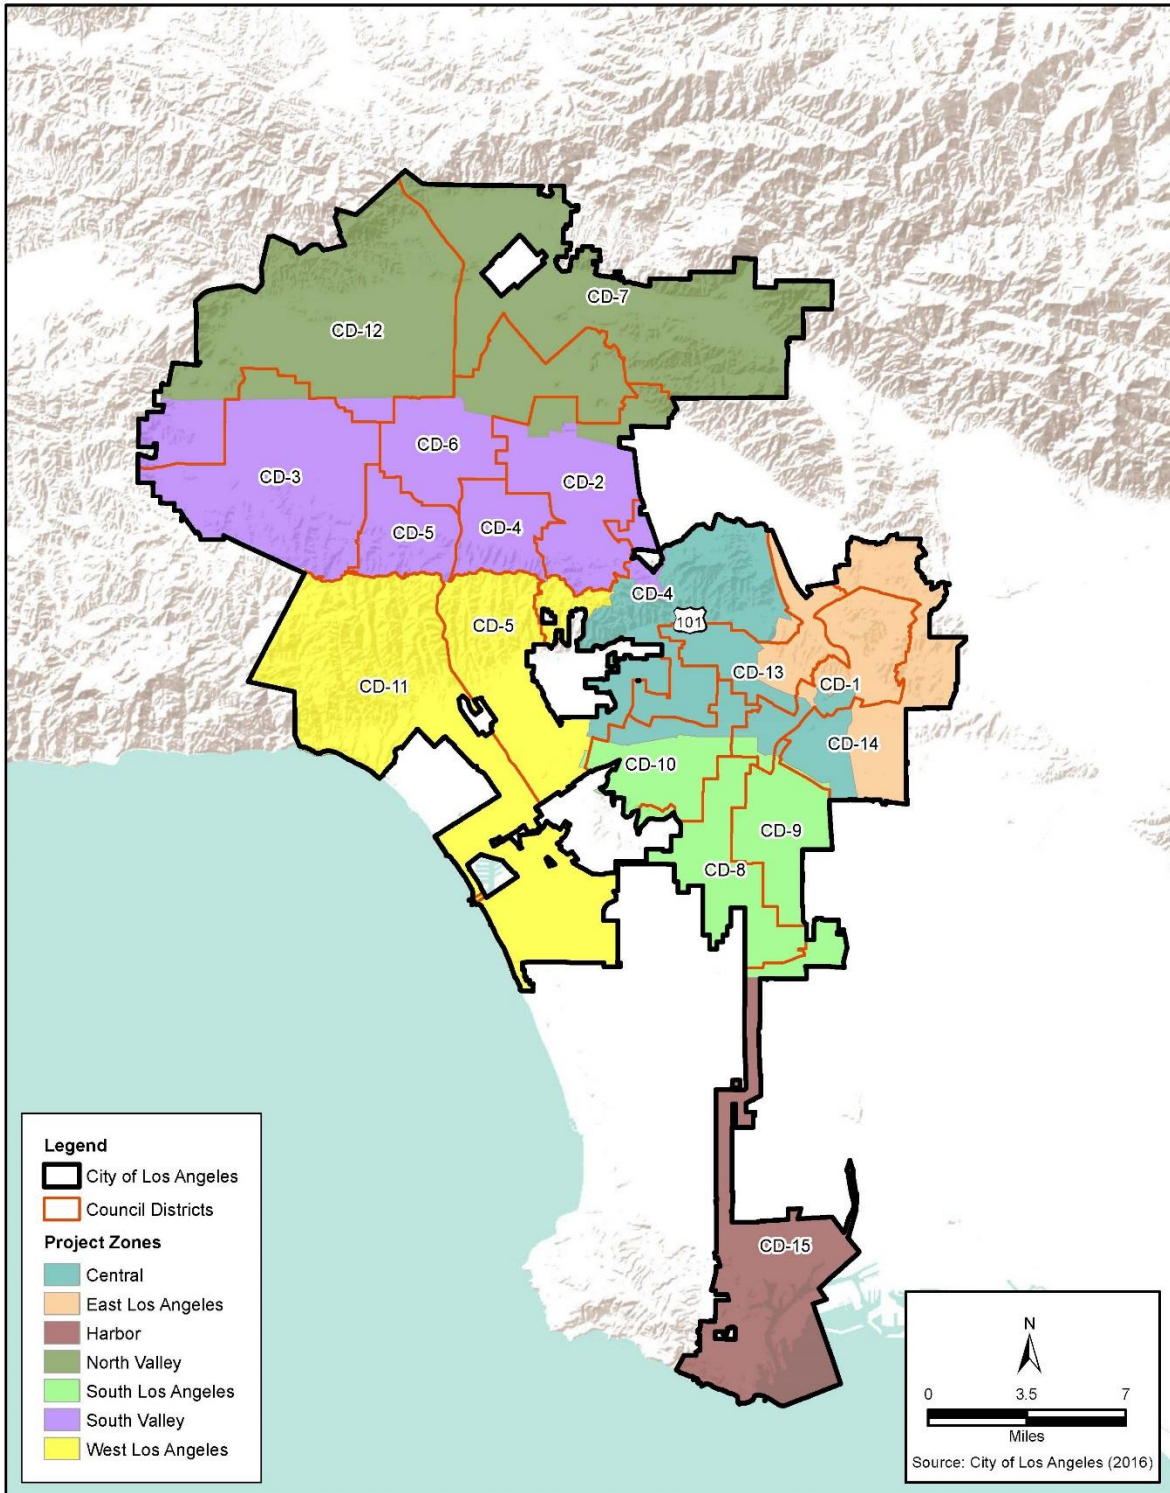 CD-7
CD-12
CD-6
CD-3
CD-2
CD-5
CD-4
CD-4
101
CD-5
CD-13
CD-11
CD-1
CD-14
CD-10
CD-9
CD-8
CD-15
Legend
City of Los Angeles
Council Districts
Project Zones
Central
East Los Angeles
Harbor
North Valley
South Los Angeles
South Valley
West Los Angeles
N
0 3.5 7
Miles
Source: City of Los Angeles (2016)